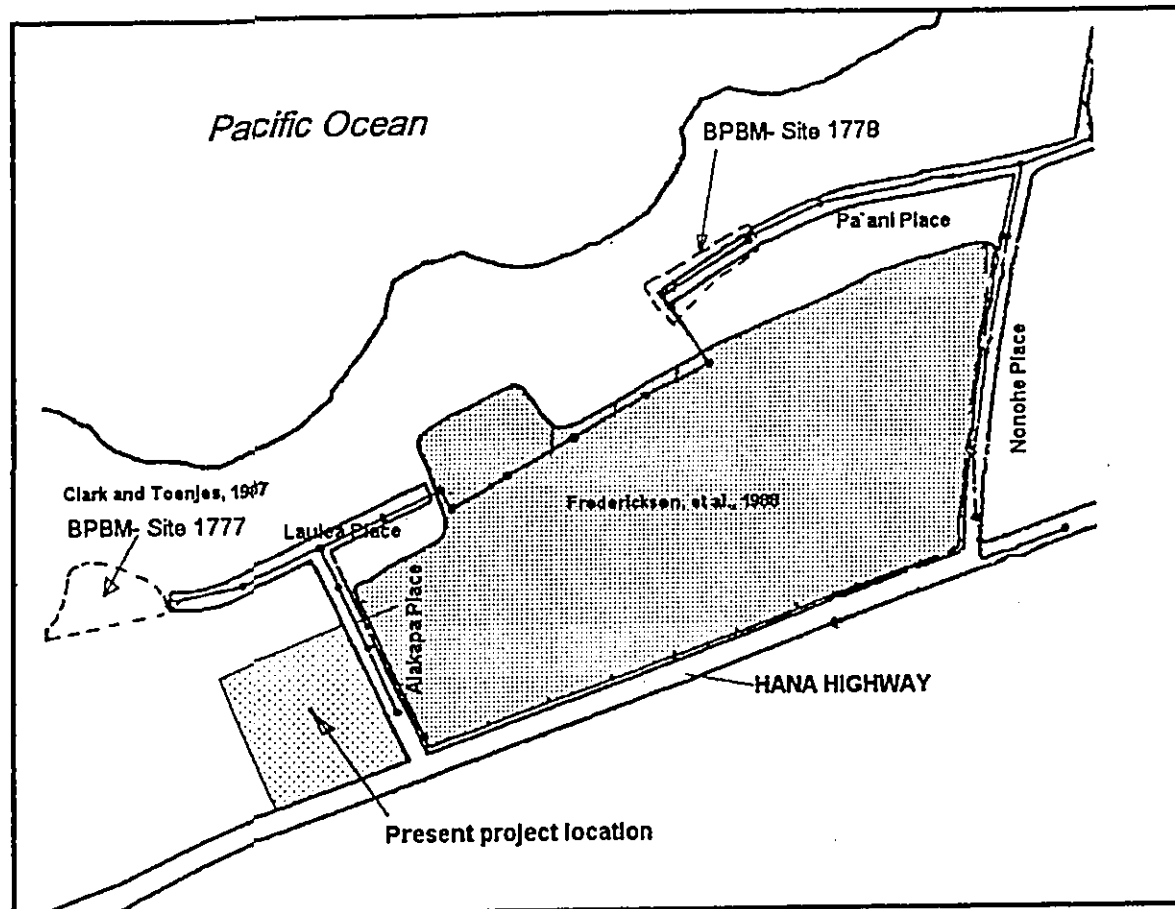 Pacific Ocean
BPBM- Site 1778
Pa`ani Place
Nonohe Place
Clark and Toenjes, 1987
BPBM- Site 1777
Laulea Place
Fredericksen, et al., 1988
Alakapa Place
HANA HIGHWAY
Present project location